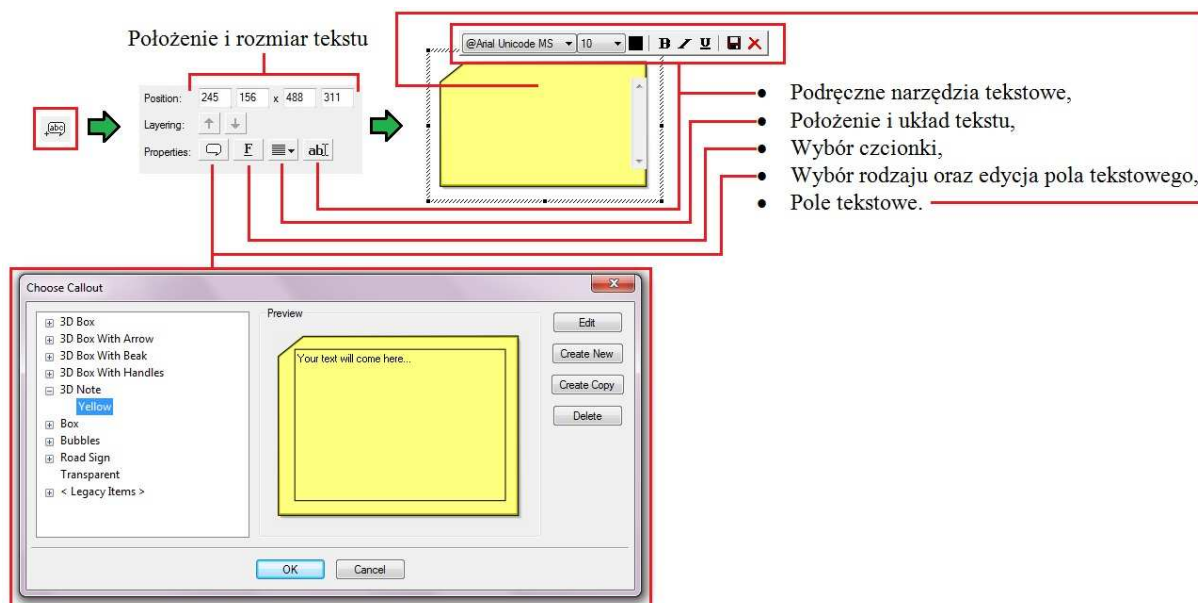 Położenie i rozmiar tekstu
@Arial Unicode MS 10 B I U
abc
Position: 245 156 x 488 311
Layering:
Properties: F abI
• Podręczne narzędzia tekstowe,
• Położenie i układ tekstu,
• Wybór czcionki,
• Wybór rodzaju oraz edycja pola tekstowego,
• Pole tekstowe.
Choose Callout
3D Box
3D Box With Arrow
3D Box With Beak
3D Box With Handles
3D Note
Yellow
Box
Bubbles
Road Sign
Transparent
< Legacy Items >
Preview
Your text will come here...
Edit
Create New
Create Copy
Delete
OK
Cancel